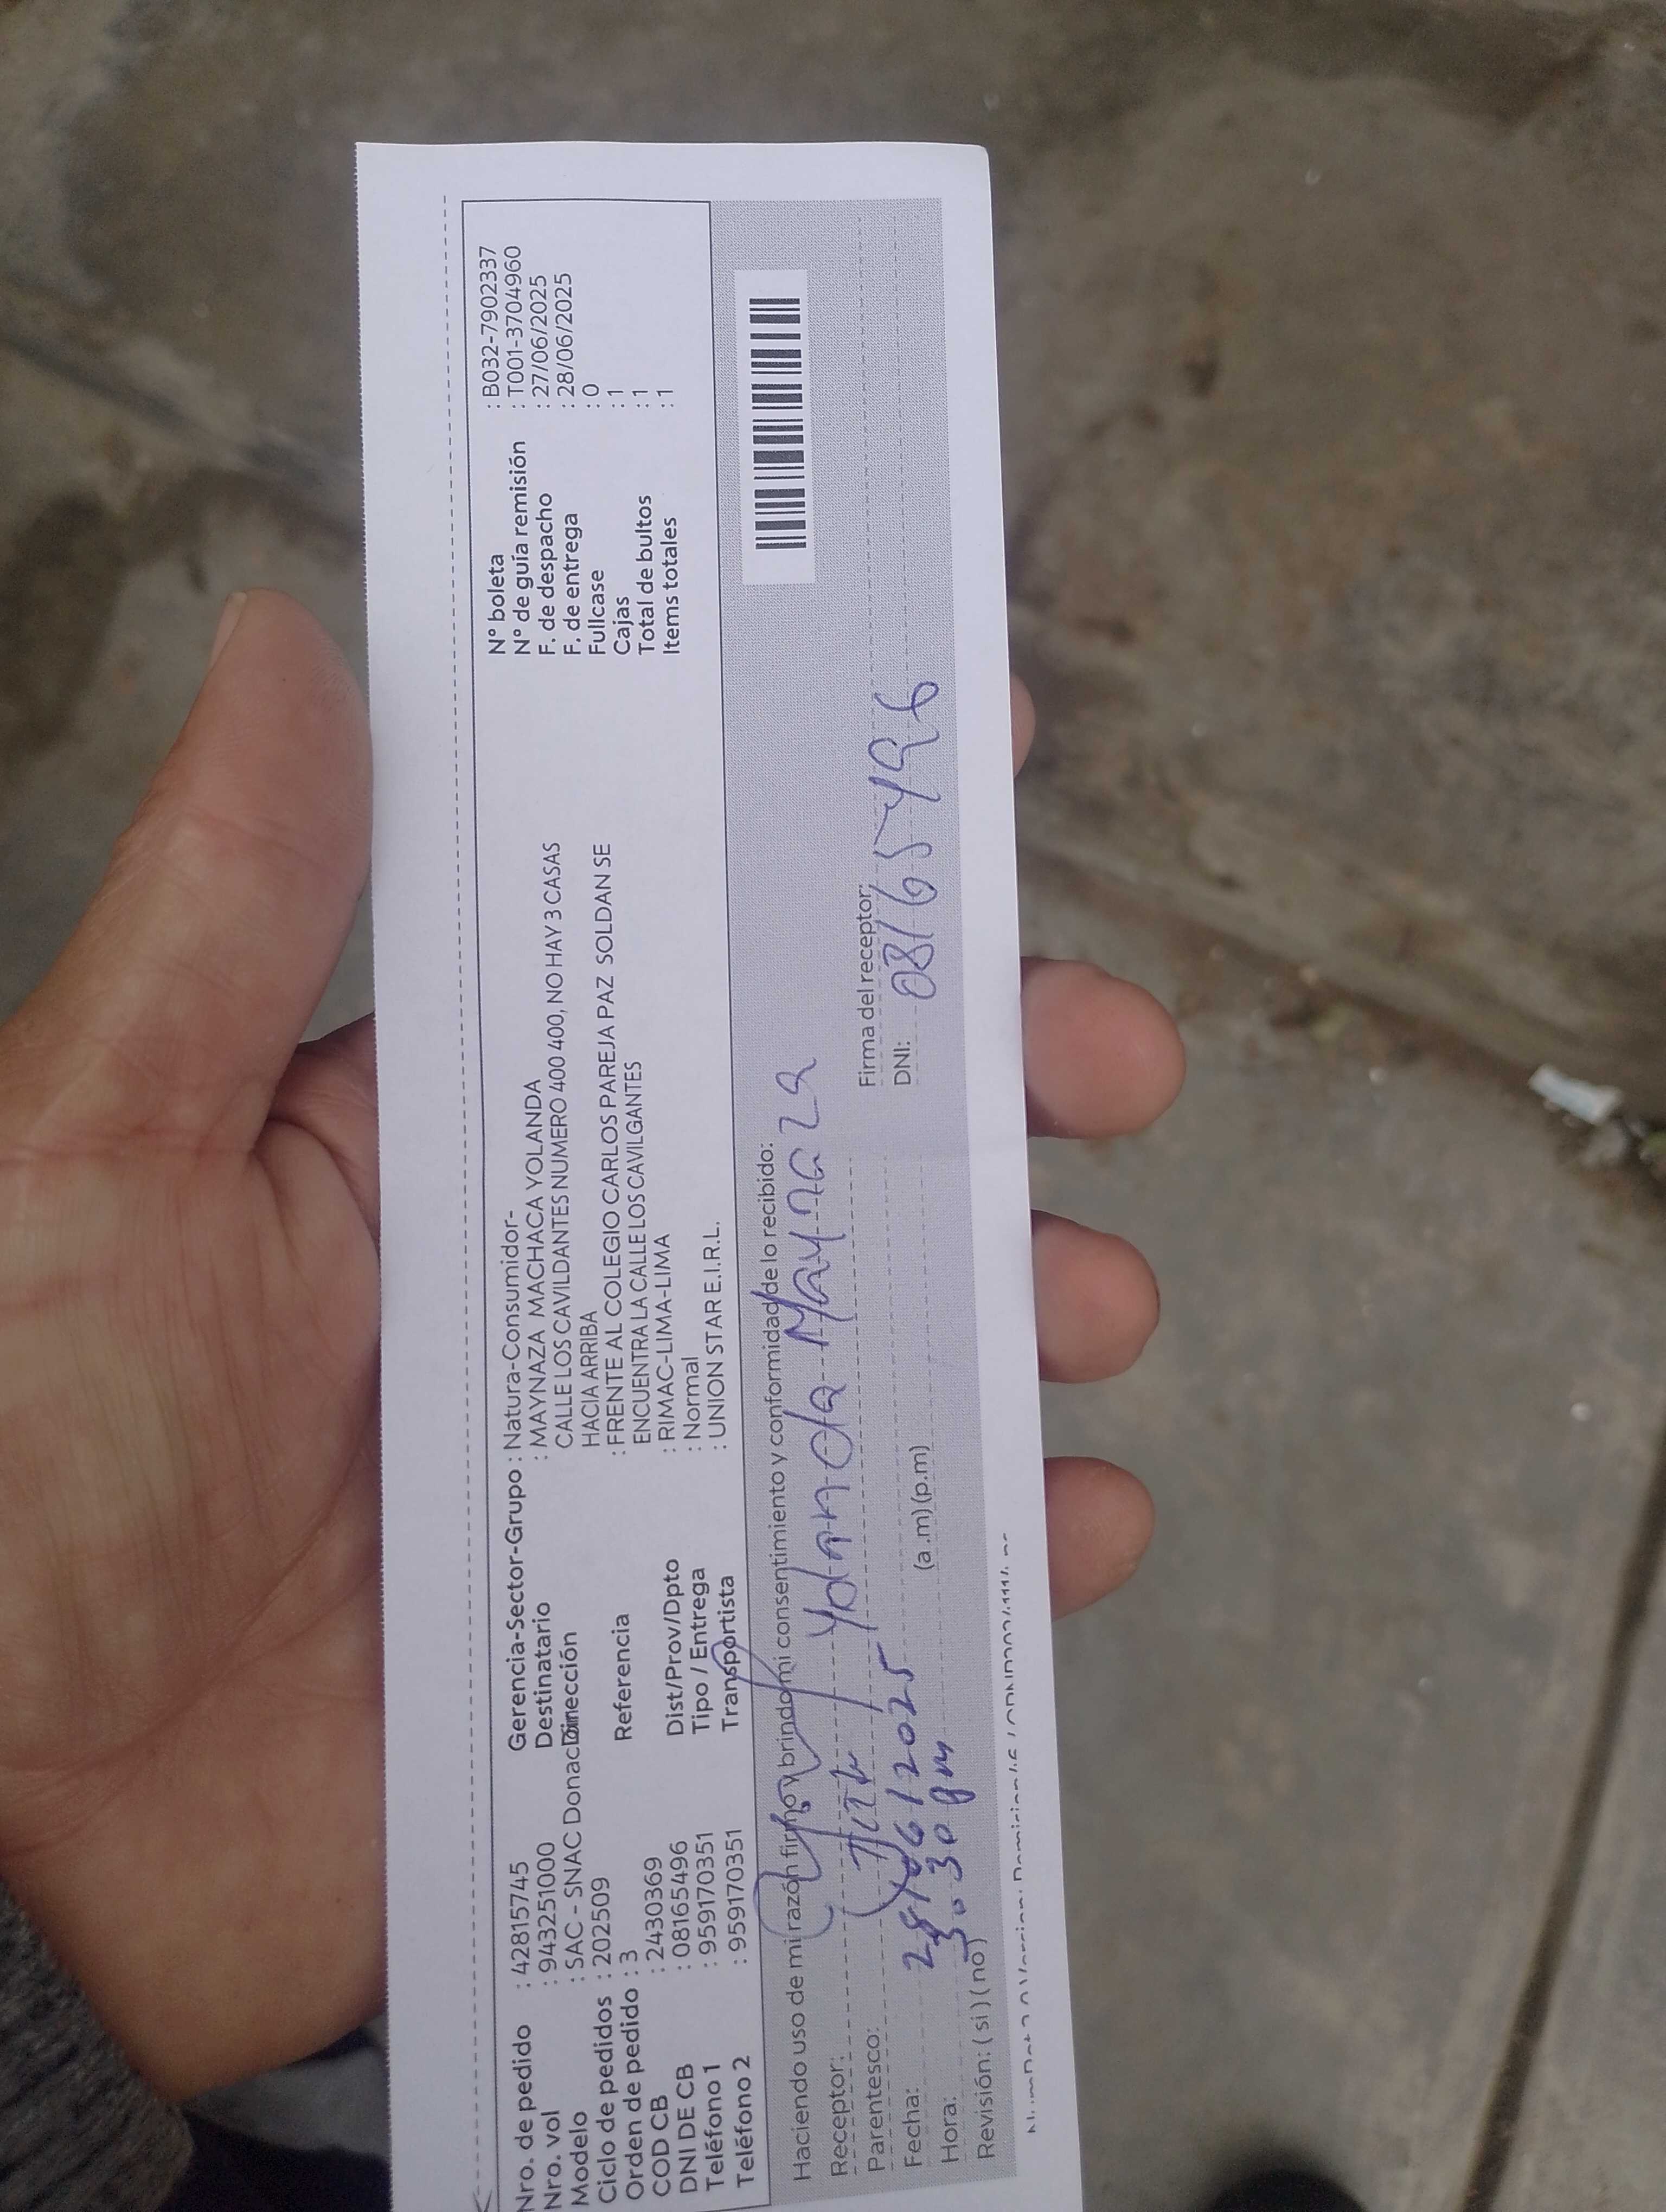 Nro. de pedido : 42815745
Nro. vol : 943251000
Modelo : SAC - SNAC Donac
Ciclo de pedidos : 202509
Orden de pedido : 3
COD CB : 2430369
DNI DE CB : 08165496
Teléfono 1 : 959170351
Teléfono 2 : 959170351
Gerencia-Sector-Grupo : Natura-Consumidor-
Destinatario : MAYNAZA MACHACA YOLANDA
Dirección CALLE LOS CAVILDANTES NUMERO 400 400, NO HAY 3 CASAS
HACIA ARRIBA
Referencia : FRENTE AL COLEGIO CARLOS PAREJA PAZ SOLDAN SE
ENCUENTRA LA CALLE LOS CAVILGANTES
Dist/Prov/Dpto : RIMAC-LIMA-LIMA
Tipo / Entrega : Normal
Transportista : UNION STAR E.I.R.L.
N° boleta : B032-7902337
N° de guía remisión : T001-3704960
F. de despacho : 27/06/2025
F. de entrega : 28/06/2025
Fullcase : 0
Cajas : 1
Total de bultos : 1
Items totales : 1
Haciendo uso de mi razón firmo y brindo mi consentimiento y conformidad de lo recibido:
Receptor: Yolanda Maynaza
Parentesco: Titr
Firma del receptor:
Fecha: 28/06/2025
DNI: 08165496
Hora: 3:30 pm (a .m) (p.m)
Revisión: ( si ) ( no )